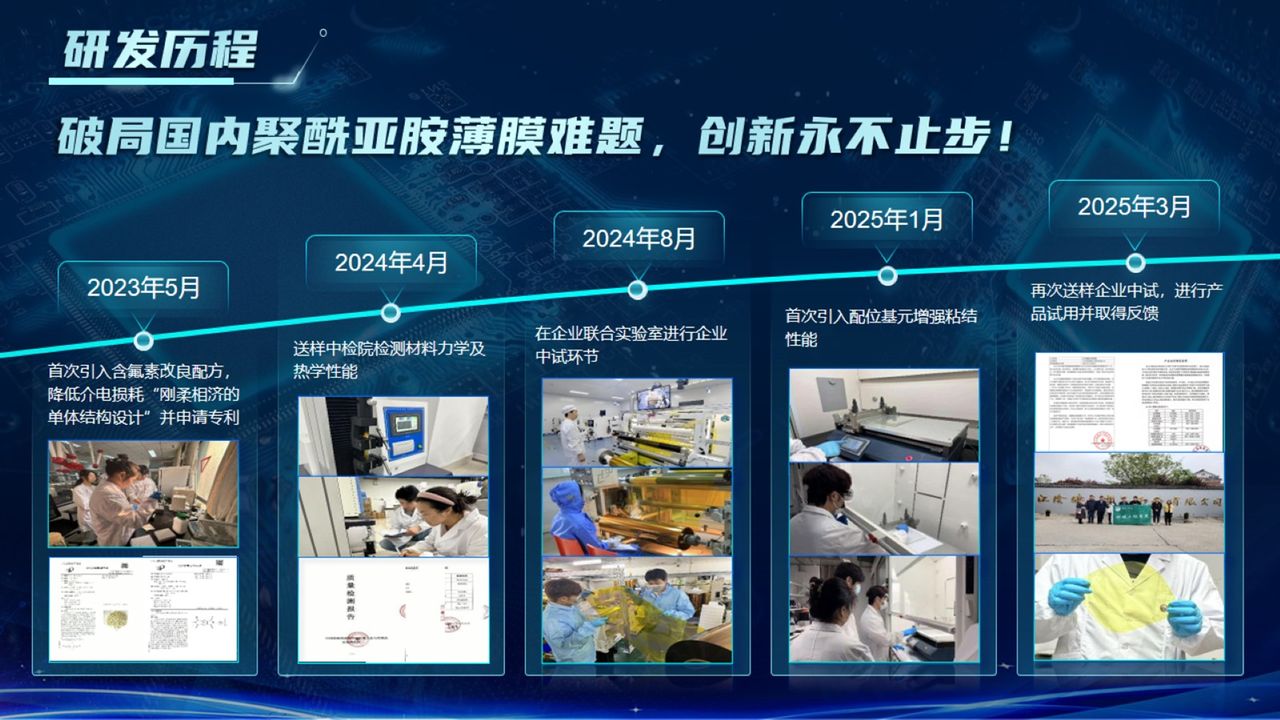 研发历程
破局国内聚酰亚胺薄膜难题，创新永不止步！
2023年5月
首次引入含氟素改良配方，
降低介电损耗“刚柔相济的
单体结构设计”并申请专利
2024年4月
送样中检院检测材料力学及
热学性能
质量检测报告
2024年8月
在企业联合实验室进行企业
中试环节
2025年1月
首次引入配位基元增强粘结
性能
2025年3月
再次送样企业中试，进行产
品试用并取得反馈